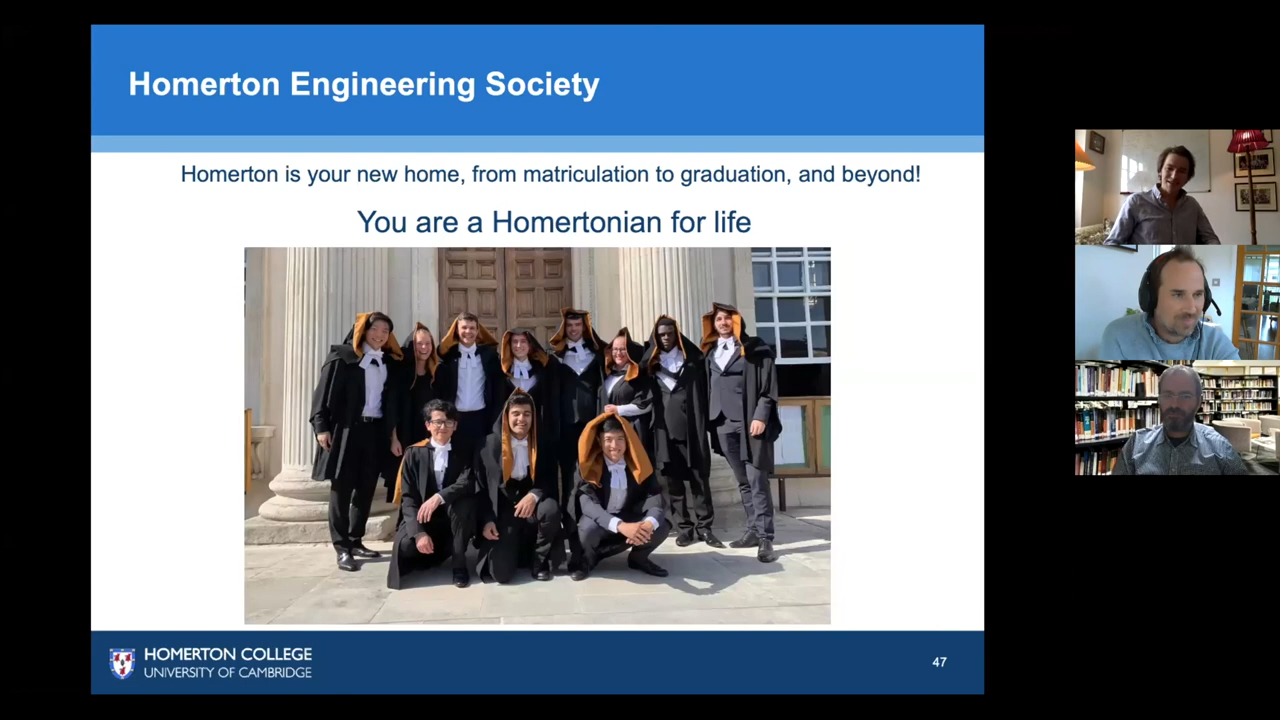 Homerton Engineering Society
Homerton is your new home, from matriculation to graduation, and beyond!
You are a Homertonian for life
HOMERTON COLLEGE
UNIVERSITY OF CAMBRIDGE
47